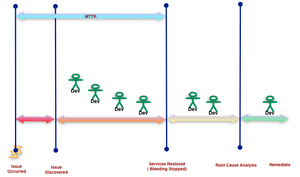 MTTR
Dev
Dev
Dev
Dev
Dev
Dev
Dev
Issue
Occurred
Issue
Discovered
Services Restored
( Bleeding Stopped)
Root Cause Analysis
Remediate